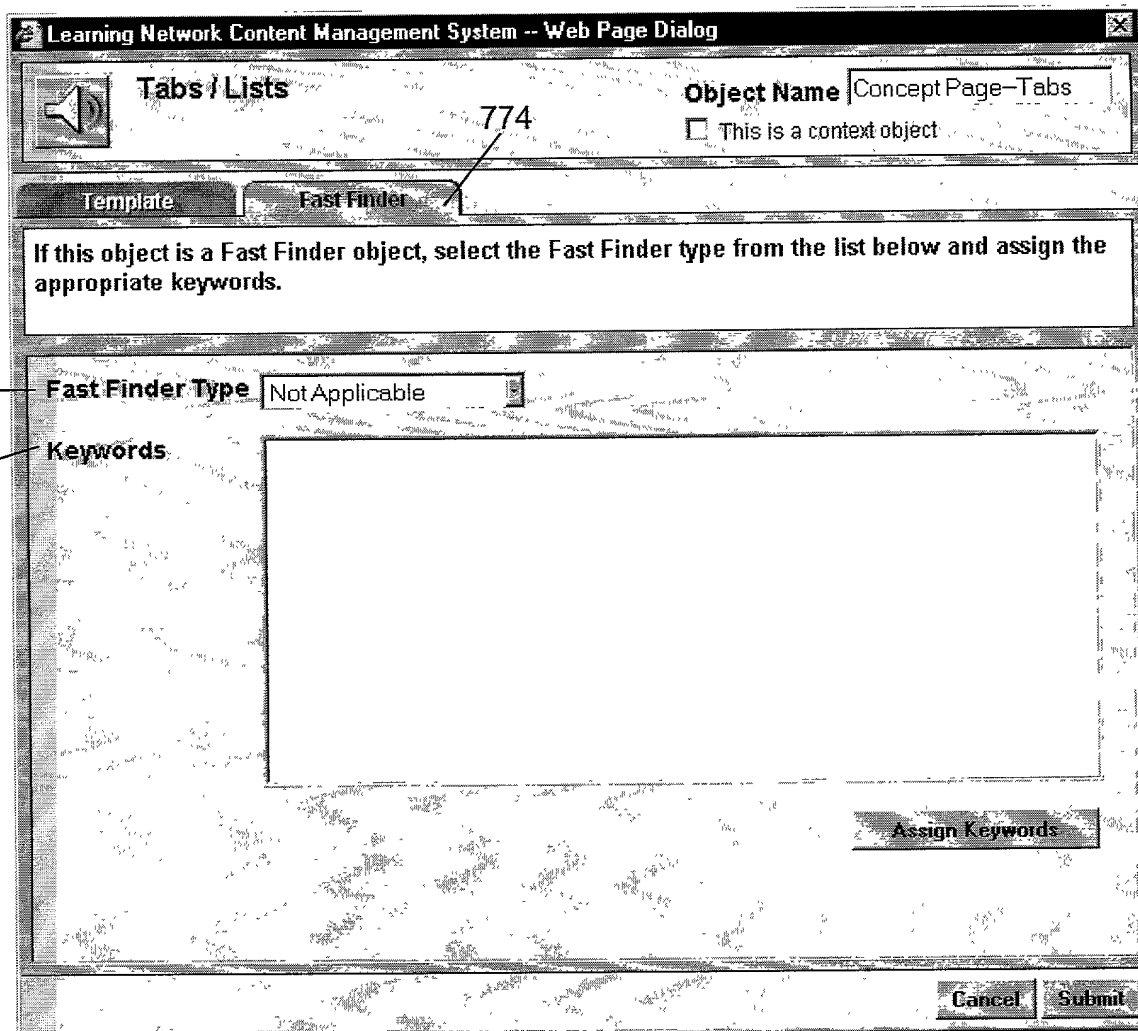 Learning Network Content Management System -- Web Page Dialog
Tabs / Lists
Object Name Concept Page-Tabs
774
This is a context object
Template Fast Finder
If this object is a Fast Finder object, select the Fast Finder type from the list below and assign the
appropriate keywords.
Fast Finder Type Not Applicable
Keywords
Assign Keywords
Cancel Submit